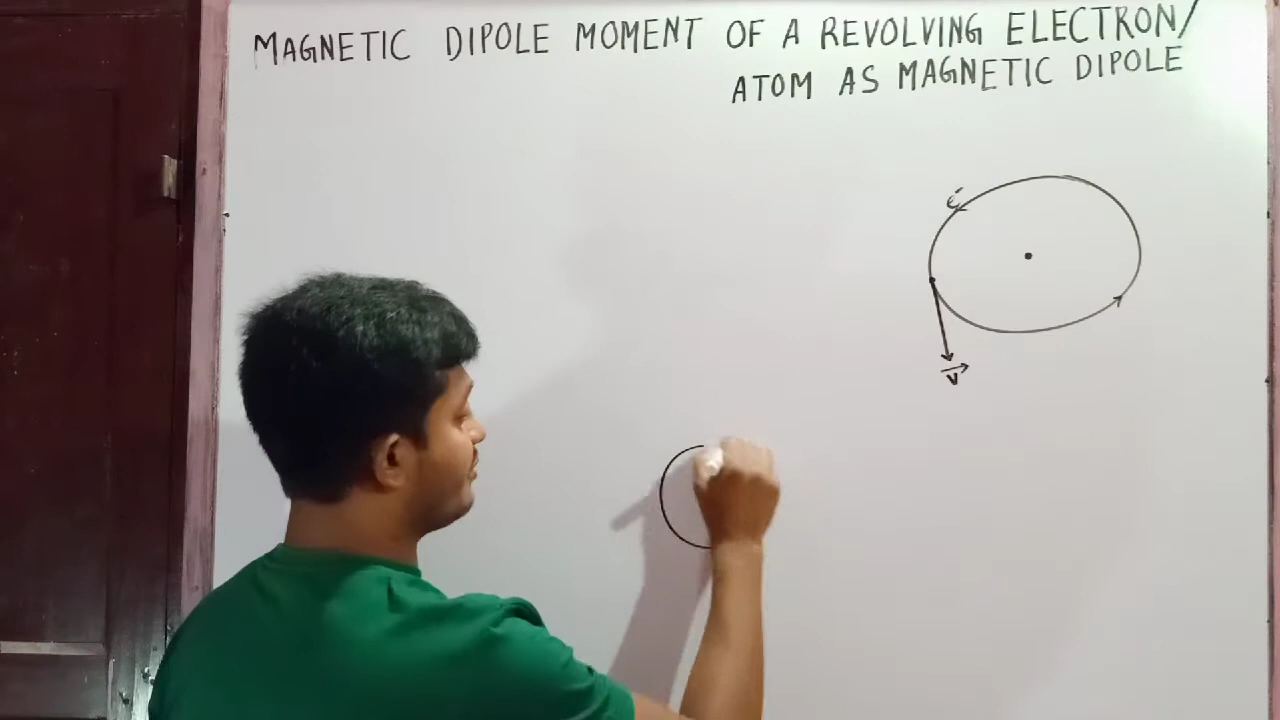 MAGNETIC DIPOLE MOMENT OF A REVOLVING ELECTRON/
ATOM AS MAGNETIC DIPOLE
e⁻
v⃗